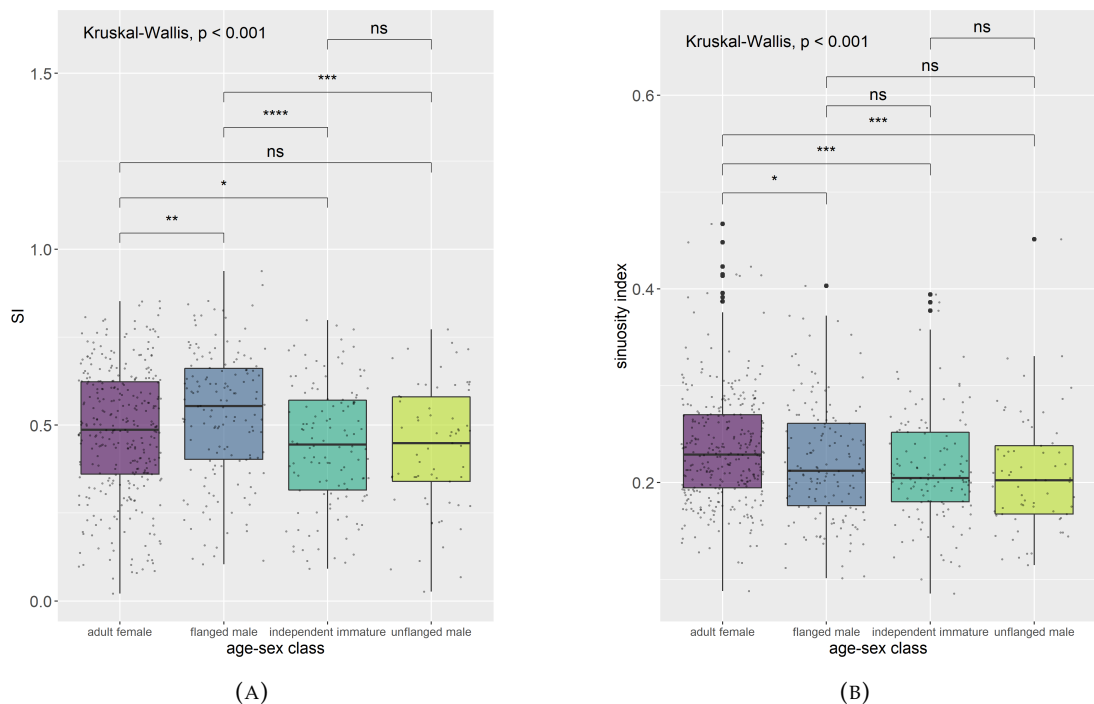 Kruskal-Wallis, p < 0.001
ns
***
****
ns
*
**
1.5
1.0
0.5
0.0
SI
adult female flanged male independent immature unflanged male
age-sex class
(A)
Kruskal-Wallis, p < 0.001
ns
ns
ns
***
***
*
0.6
0.4
0.2
sinuosity index
adult female flanged male independent immature unflanged male
age-sex class
(B)